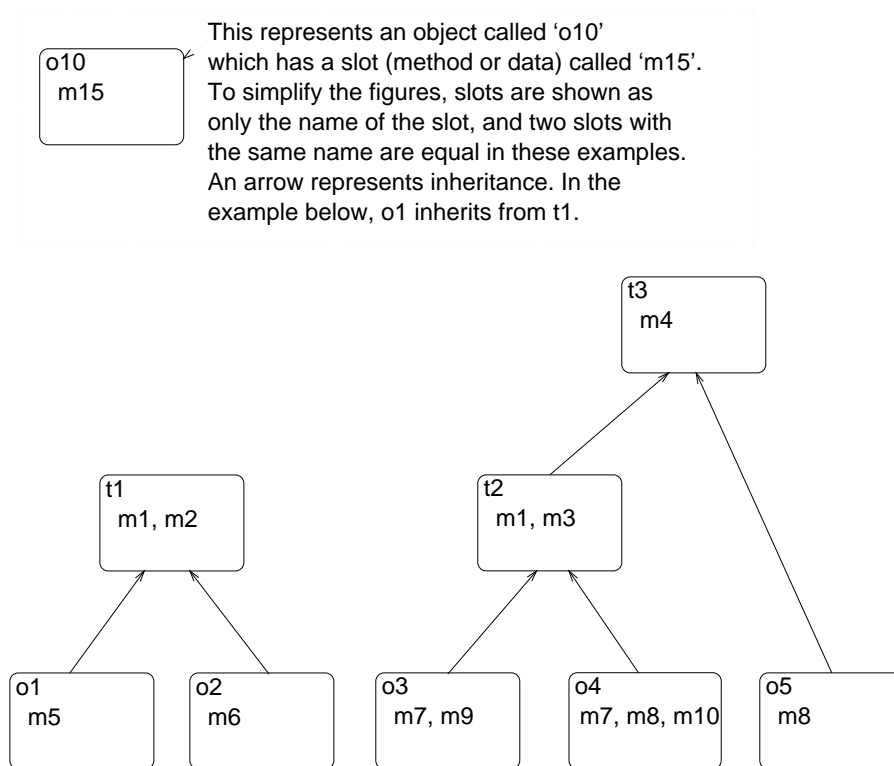 o10
m15
This represents an object called ‘o10’
which has a slot (method or data) called ‘m15’.
To simplify the figures, slots are shown as
only the name of the slot, and two slots with
the same name are equal in these examples.
An arrow represents inheritance. In the
example below, o1 inherits from t1.
t3
m4
t1
m1, m2
t2
m1, m3
o1
m5
o2
m6
o3
m7, m9
o4
m7, m8, m10
o5
m8